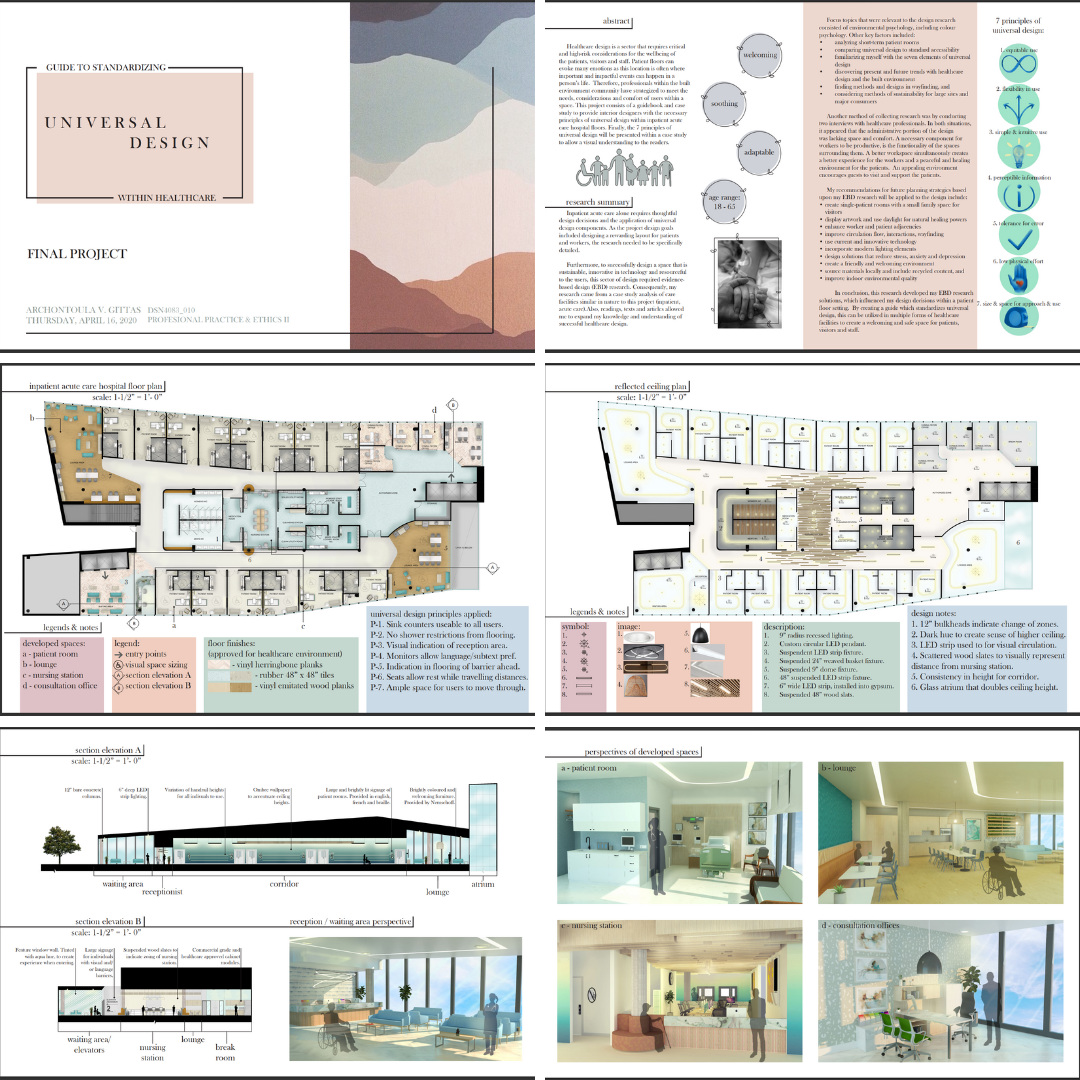 GUIDE TO STANDARDIZING
UNIVERSAL
DESIGN
WITHIN HEALTHCARE
FINAL PROJECT
ARCHONTOULA V. GITTAS DSN4083_010
THURSDAY, APRIL 16, 2020 PROFESIONAL PRACTICE & ETHICS II
abstract
Healthcare design is a sector that requires critical
and high-risk considerations for the wellbeing of
the patients, visitors and staff. Patient floors can
evoke many emotions as this location is often where
important and impactful events can happen in a
person's life. Therefore, professionals within the built
environment community have strategized to meet the
needs, considerations and comfort of users within a
space. This project consists of a guidebook and case
study to provide interior designers with the necessary
principles of universal design within inpatient acute
care hospital floors. Finally, the 7 principles of
universal design will be presented within a case study
to allow a visual understanding to the readers.
research summary
Inpatient acute care alone requires thoughtful
design decisions and applications of universal
design components. As the project design goals
included designing a rewarding layout for patients
and workers, the research needed to be specifically
detailed.
Furthermore, to successfully design a space that is
sustainable, innovative in technology and resourceful
to the users, this sector of design required evidence-
based design (EBD) research. Consequently, my
research came from a case study analysis of care
facilities similar in nature to this project (inpatient,
acute care).Also, readings, texts and articles allowed
me to expand my knowledge and understanding of
successful healthcare design.
welcoming
soothing
adaptable
age range:
18 - 65
Focus topics that were relevant to the design research
consisted of environmental psychology, including colour
psychology. Other key factors included:
• analyzing short-term patient rooms
• comparing universal design to standard accessibility
• familiarizing myself with the seven elements of universal
design
• discovering present and future trends with healthcare
design and the built environment
• finding methods and designs in wayfinding, and
• considering methods of sustainability for large sites and
major consumers
Another method of collecting research was by conducting
two interviews with healthcare professionals. In both situations,
it appeared that the administrative portion of the design
was lacking space and comfort. A necessary component for
workers to be productive, is the functionality of the spaces
surrounding them. A better workspace simultaneously creates
a better experience for the workers and a peaceful and healing
environment for the patients. An appealing environment
encourages guests to visit and support the patients.
My recommendations for future planning strategies based
upon my EBD research will be applied to the design include:
• create single-patient rooms with a small family space for
visitors
• display artwork and use daylight for natural healing powers
• enhance worker and patient adjacencies
• improve circulation flow, interactions, wayfinding
• use current and innovative technology
• incorporate modern lighting elements
• design solutions that reduce stress, anxiety and depression
• create a friendly and welcoming environment
• source materials locally and include recycled content, and
• improve indoor environmental quality
In conclusion, this research developed my EBD research
solutions, which influenced my design decisions within a patient
floor setting. By creating a guide which standardizes universal
design, this can be utilized in multiple forms of healthcare
facilities to create a welcoming and safe space for patients,
visitors and staff.
7 principles of
universal design:
1. equitable use
2. flexibility in use
3. simple & intuitive use
4. perceptible information
5. tolerance for error
6. low physical effort
7. size & space for approach & use
inpatient acute care hospital floor plan
scale: 1-1/2" = 1'- 0"
b
d
B
A
3
1
2
A
B
a
c
legends & notes
developed spaces:
a - patient room
b - lounge
c - nursing station
d - consultation office
legend:
entry points
visual space sizing
A section elevation A
B section elevation B
floor finishes:
(approved for healthcare environment)
- vinyl herringbone planks
- rubber 48" x 48" tiles
- vinyl emitated wood planks
universal design principles applied:
P-1. Sink counters useable to all users.
P-2. No shower restrictions from flooring.
P-3. Visual indication of reception area.
P-4. Monitors allow language/subtext pref.
P-5. Indication in flooring of barrier ahead.
P-6. Seats allow rest while travelling distances.
P-7. Ample space for users to move through.
reflected ceiling plan
scale: 1-1/2" = 1'- 0"
2
5
6
4
1
3
legends & notes
symbol:
1.
2.
3.
4.
5.
6.
7.
8.
image:
1.
2.
3.
4.
5.
6.
7.
8.
description:
1. 9" radius recessed lighting.
2. Custom circular LED pendant.
3. Suspended LED strip fixture.
4. Suspended 24" weaved basket fixture.
5. Suspended 9" dome fixture.
6. 48" suspended LED strip fixture.
7. 6" wide LED strip, installed into gypsum.
8. Suspended 48" wood slats.
design notes:
1. 12" bulkheads indicate change of zones.
2. Dark hue to create sense of higher ceiling.
3. LED strip used to for visual circulation.
4. Scattered wood slates to visually represent
distance from nursing station.
5. Consistency in height for corridor.
6. Glass atrium that doubles ceiling height.
section elevation A
scale: 1-1/2" = 1'- 0"
12" bare concrete
columns.
6" deep LED
strip lighting.
Variation of handrail heights
for all individuals to use.
Ombre wallpaper
to accentuate ceiling
heights.
Large and brightly lit signage of
patient rooms. Provided in english,
french and braille.
Brightly coloured and
welcoming furniture.
waiting area
receptionist
corridor
lounge
atrium
section elevation B
scale: 1-1/2" = 1'- 0"
Feature window wall. Tinted
with aqua hue, to create
experience when entering.
Large signage
for individuals
with visual and/
or language
barriers.
Suspended wood slates to
indicate zoning of nursing
station.
Commercial grade and
healthcare approved cabinet
modules.
waiting area/
elevators
nursing
station
lounge
break
room
reception / waiting area perspective
perspectives of developed spaces
a - patient room
b - lounge
c - nursing station
d - consultation offices